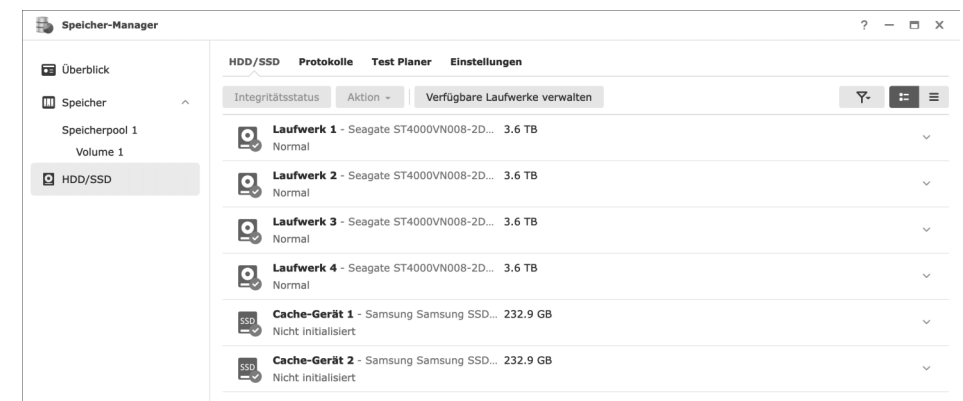 Speicher-Manager
?
Überblick
Speicher
Speicherpool 1
Volume 1
HDD/SSD
HDD/SSD Protokolle Test Planer Einstellungen
Integritätsstatus Aktion Verfügbare Laufwerke verwalten
Laufwerk 1 - Seagate ST4000VN008-2D... 3.6 TB
Normal
Laufwerk 2 - Seagate ST4000VN008-2D... 3.6 TB
Normal
Laufwerk 3 - Seagate ST4000VN008-2D... 3.6 TB
Normal
Laufwerk 4 - Seagate ST4000VN008-2D... 3.6 TB
Normal
SSD
Cache-Gerät 1 - Samsung Samsung SSD... 232.9 GB
Nicht initialisiert
SSD
Cache-Gerät 2 - Samsung Samsung SSD... 232.9 GB
Nicht initialisiert